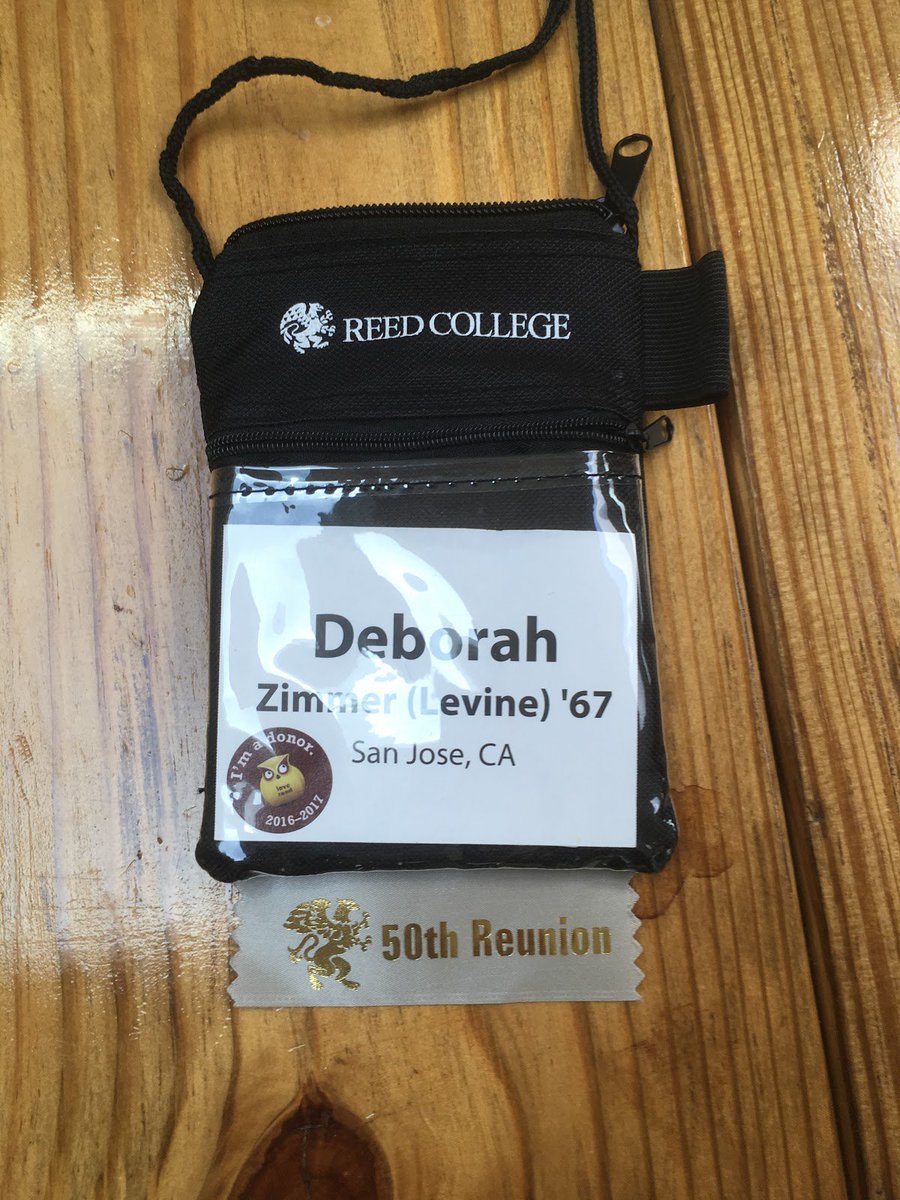 REED COLLEGE
Deborah
Zimmer (Levine) '67
San Jose, CA
I'm a donor.
love
reed
2016–2017
50th Reunion